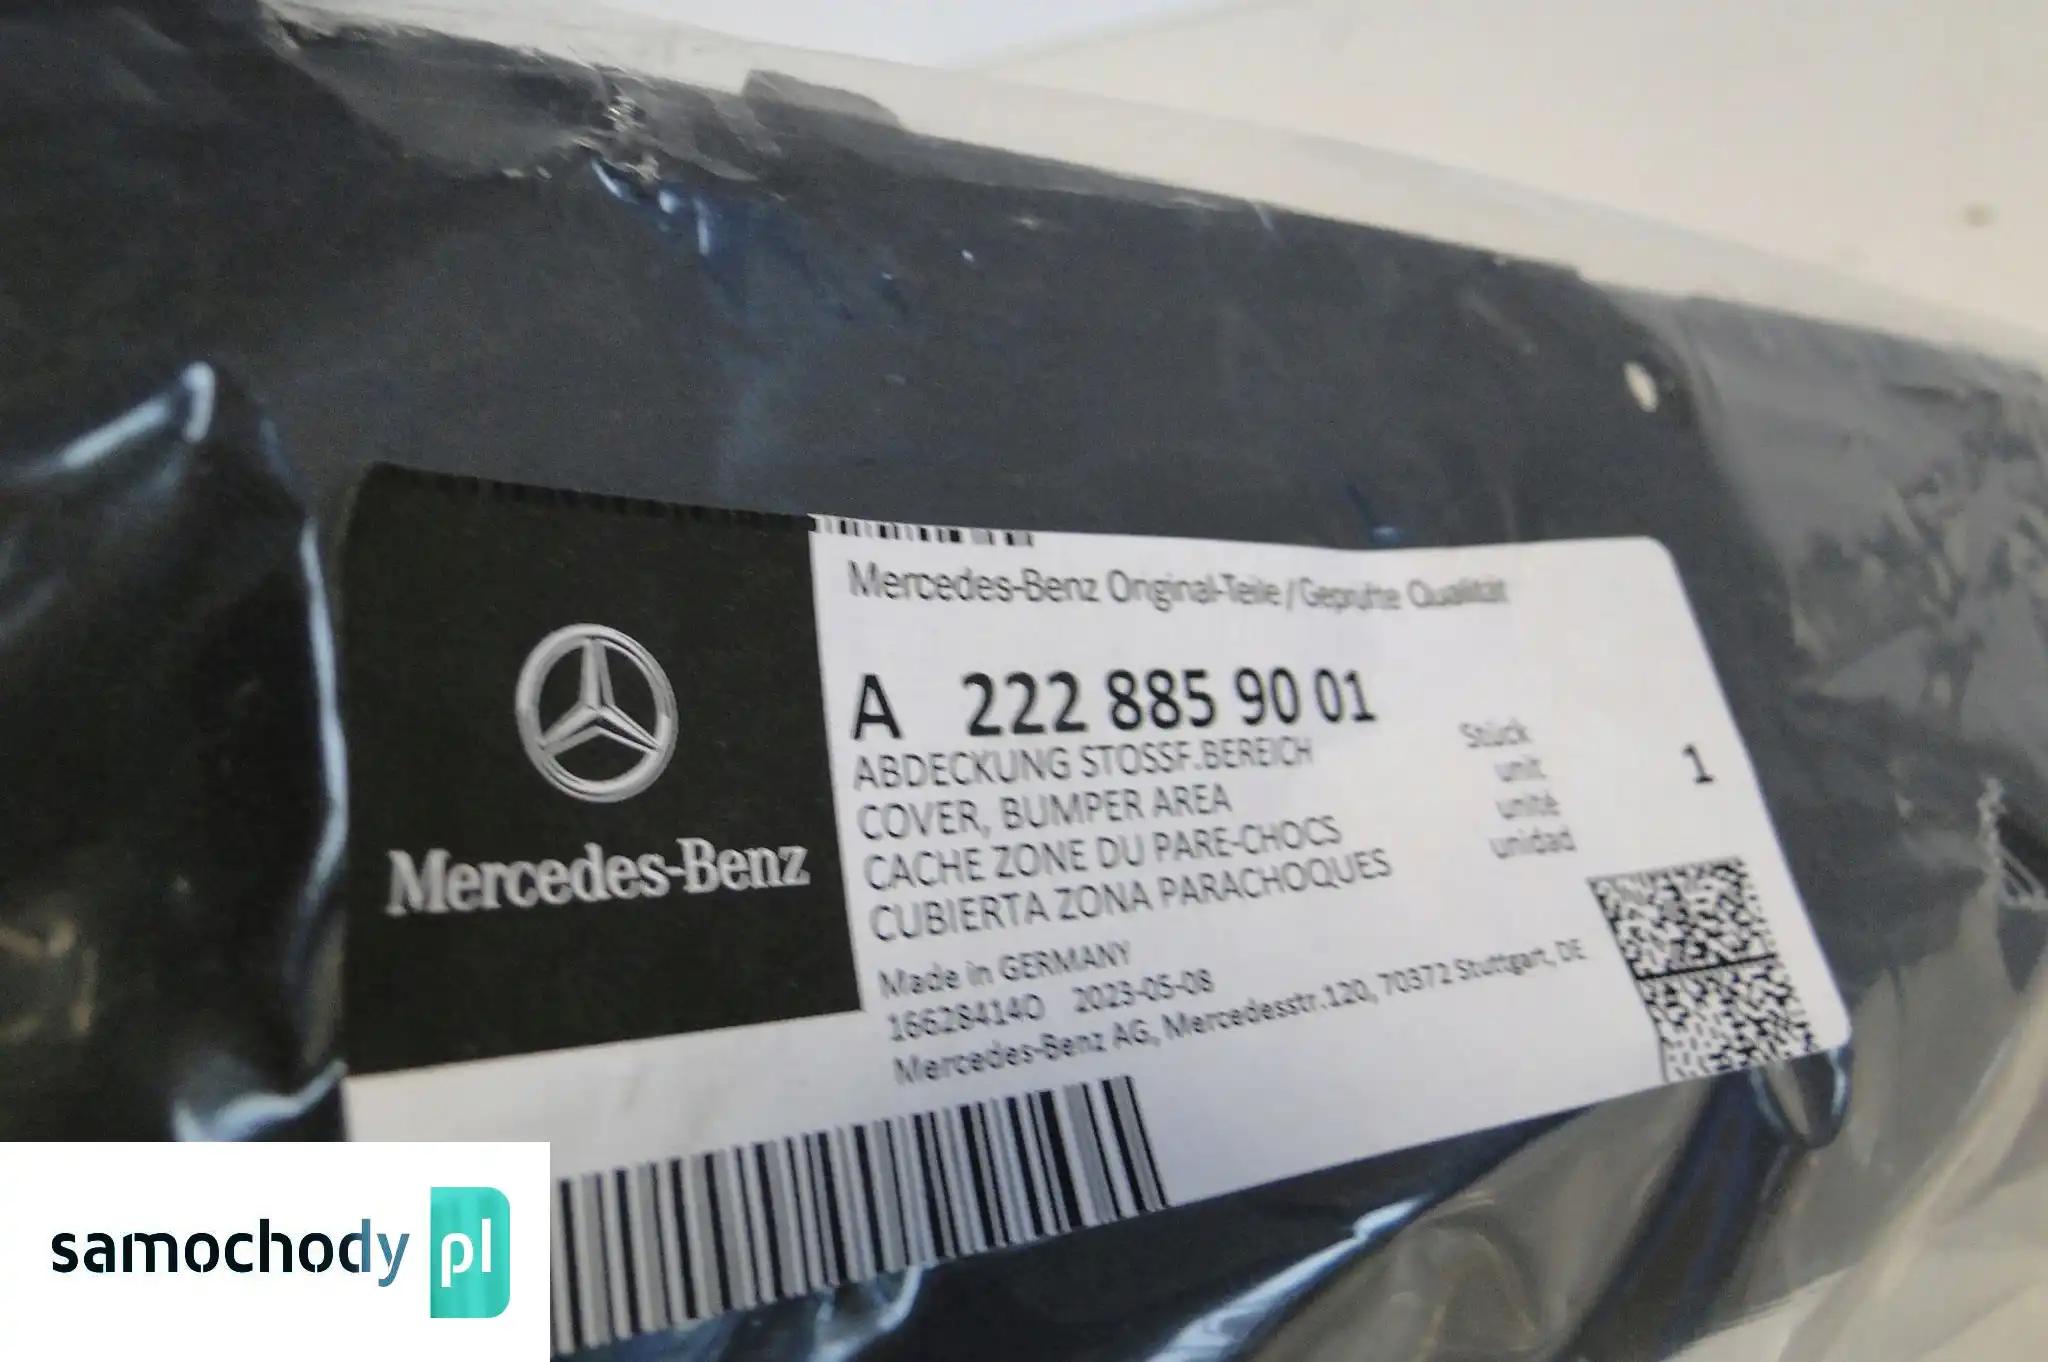 Mercedes-Benz Original-Teile/Geprüfte Qualität
A 222 885 90 01
ABDECKUNG STOSSF.BEREICH
COVER, BUMPER AREA
CACHE ZONE DU PARE-CHOCS
CUBIERTA ZONA PARACHOQUES
Stück
unit
unité
unidad
1
Made in GERMANY
166284140 2023-05-08
Mercedes-Benz AG, Mercedesstr.120, 70372 Stuttgart, DE
Mercedes-Benz
samochody pl